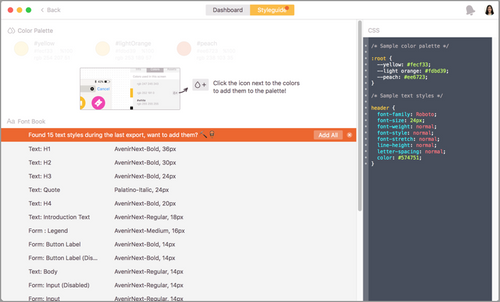 Back
Dashboard
Styleguide
Color Palette
#yellow
#lightOrange
#peach
Cancel
Click the icon next to the colors
to add them to the palette!
Aa Font Book
Found 15 text styles during the last export, want to add them?
Add All
Text: H1 AvenirNext-Bold, 36px
Text: H2 AvenirNext-Bold, 30px
Text: H3 AvenirNext-Bold, 24px
Text: Quote Palatino-Italic, 24px
Text: H4 AvenirNext-Bold, 20px
Text: Introduction Text AvenirNext-Regular, 18px
Form : Legend AvenirNext-Medium, 16px
Form: Button Label AvenirNext-Bold, 14px
Form: Button Label (Dis... AvenirNext-Bold, 14px
Text: Body AvenirNext-Regular, 14px
Form: Input (Disabled) AvenirNext-Regular, 14px
Form: Input AvenirNext-Regular, 14px
CSS
/* Sample color palette */
:root {
--yellow: #fecf33;
--light orange: #fdbd39;
--peach: #ee6723;
}
/* Sample text styles */
header {
font-family: Roboto;
font-size: 24px;
font-weight: normal;
font-style: normal;
font-stretch: normal;
line-height: normal;
letter-spacing: normal;
color: #574751;
}